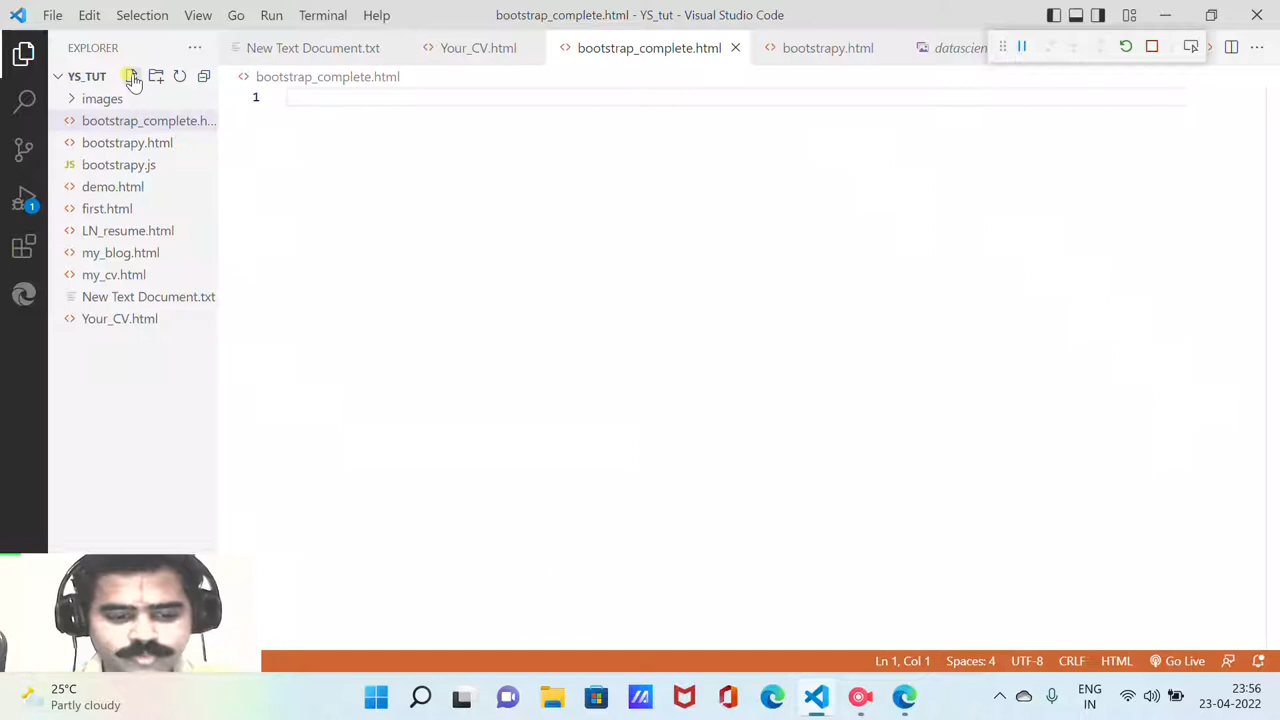 File Edit Selection View Go Run Terminal Help
bootstrap_complete.html - YS_tut - Visual Studio Code
EXPLORER
New Text Document.txt
Your_CV.html
bootstrap_complete.html
bootstrapy.html
datascien
YS_TUT
bootstrap_complete.html
images
1
bootstrap_complete.h...
bootstrapy.html
JS bootstrapy.js
demo.html
1
first.html
LN_resume.html
my_blog.html
my_cv.html
New Text Document.txt
Your_CV.html
Ln 1, Col 1 Spaces: 4 UTF-8 CRLF HTML Go Live
25°C
Partly cloudy
ENG
IN
23:56
23-04-2022